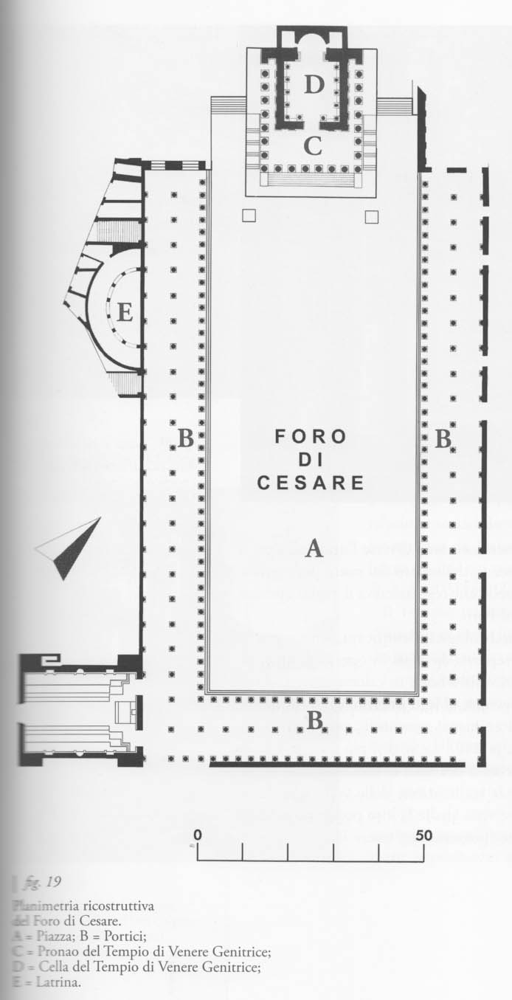 D
C
E
B
B
FORO
DI
CESARE
A
B
0
50
fig. 19
Planimetria ricostruttiva
del Foro di Cesare.
A = Piazza; B = Portici;
C = Pronao del Tempio di Venere Genitrice;
D = Cella del Tempio di Venere Genitrice;
E = Latrina.